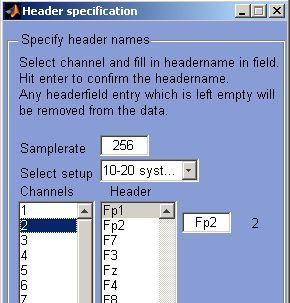 Header specification
Specify header names
Select channel and fill in headername in field.
Hit enter to confirm the headername.
Any headerfield entry which is left empty will
be removed from the data.
Samplerate 256
Select setup 10-20 syst...
Channels Header
1 Fp1
2 Fp2 Fp2 2
3 F7
4 F3
5 Fz
6 F4
7 F8